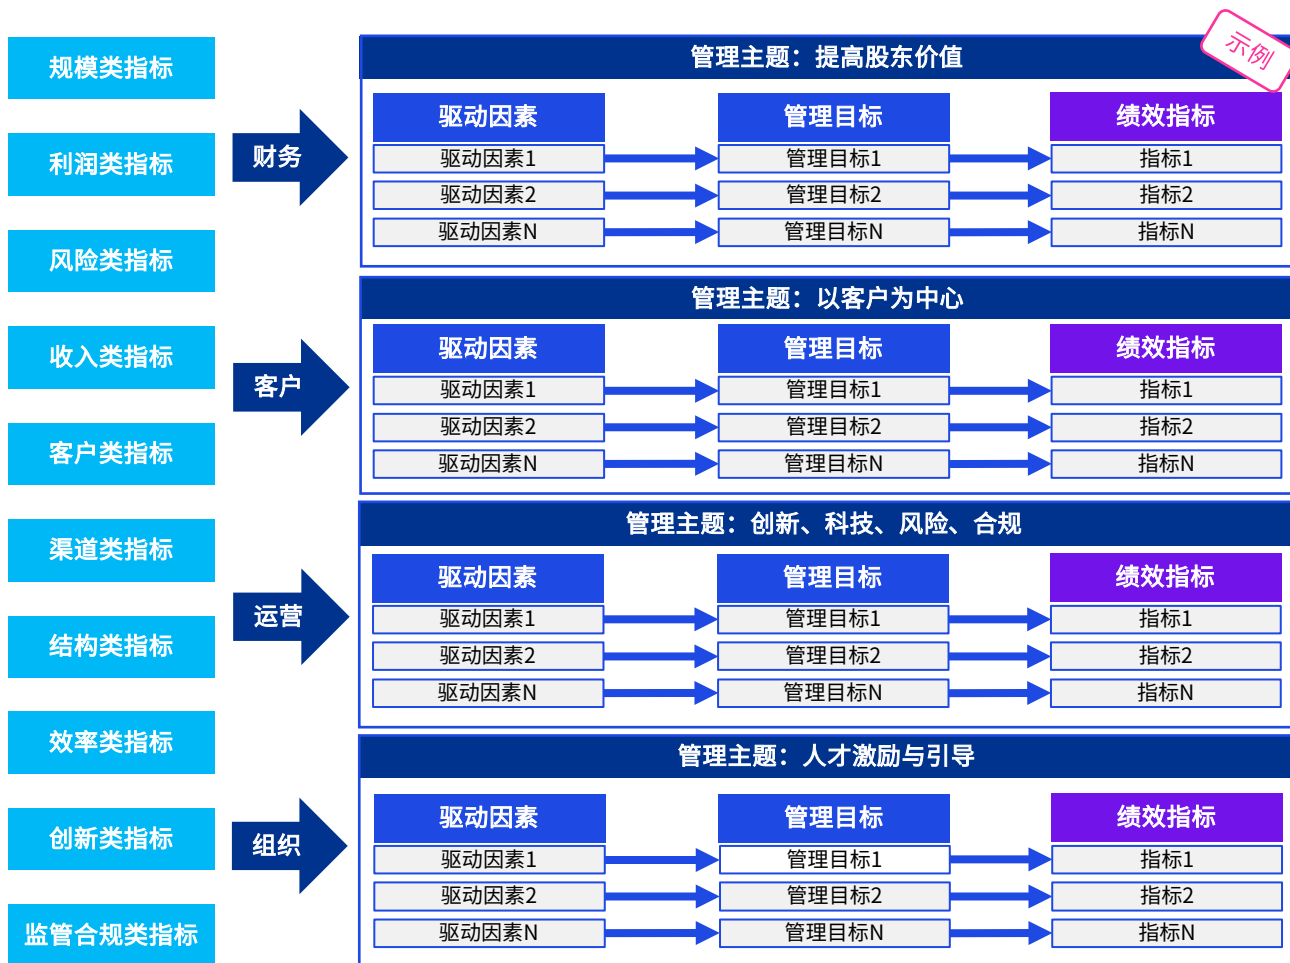 规模类指标
利润类指标
风险类指标
收入类指标
客户类指标
渠道类指标
结构类指标
效率类指标
创新类指标
监管合规类指标
财务
客户
运营
组织
示例
管理主题：提高股东价值
驱动因素 管理目标 绩效指标
驱动因素1 管理目标1 指标1
驱动因素2 管理目标2 指标2
驱动因素N 管理目标N 指标N
管理主题：以客户为中心
驱动因素 管理目标 绩效指标
驱动因素1 管理目标1 指标1
驱动因素2 管理目标2 指标2
驱动因素N 管理目标N 指标N
管理主题：创新、科技、风险、合规
驱动因素 管理目标 绩效指标
驱动因素1 管理目标1 指标1
驱动因素2 管理目标2 指标2
驱动因素N 管理目标N 指标N
管理主题：人才激励与引导
驱动因素 管理目标 绩效指标
驱动因素1 管理目标1 指标1
驱动因素2 管理目标2 指标2
驱动因素N 管理目标N 指标N